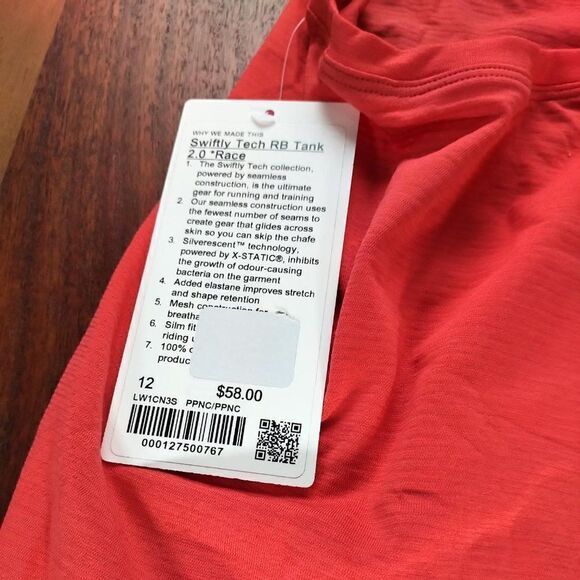 WHY WE MADE THIS
Swiftly Tech RB Tank
2.0 *Race
1. The Swiftly Tech collection,
powered by seamless
construction, is the ultimate
gear for running and training
2. Our seamless construction uses
the fewest number of seams to
create gear that glides across
skin so you can skip the chafe
3. Silverescent™ technology,
powered by X-STATIC®, inhibits
the growth of odour-causing
bacteria on the garment
4. Added elastane improves stretch
and shape retention
5. Mesh construction for
breatha
6. Silm fit
riding
7. 100%
produc
12
$58.00
LW1CN3S PPNC/PPNC
000127500767